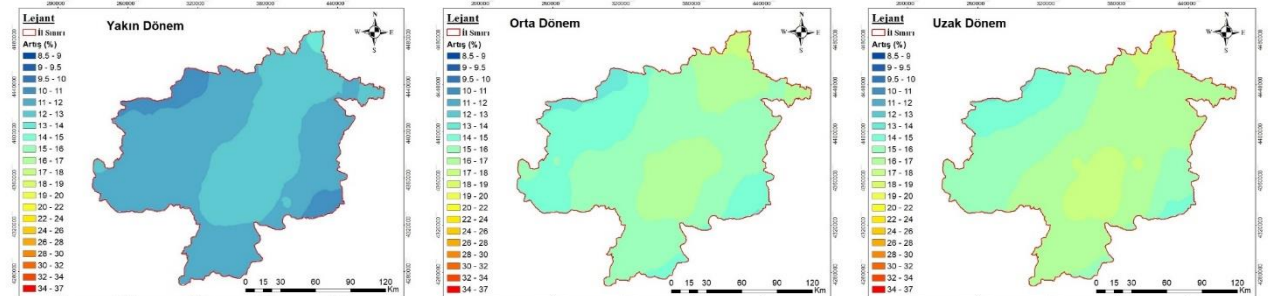 Yakın Dönem
Lejant
İl Sınırı
Artış (%)
8.5 - 9
9 - 9.5
9.5 - 10
10 - 11
11 - 12
12 - 13
13 - 14
14 - 15
15 - 16
16 - 17
17 - 18
18 - 19
19 - 20
20 - 22
22 - 24
24 - 26
26 - 28
28 - 30
30 - 32
32 - 34
34 - 37
N
W E
S
0 15 30 60 90 120
Km
Orta Dönem
Lejant
İl Sınırı
Artış (%)
8.5 - 9
9 - 9.5
9.5 - 10
10 - 11
11 - 12
12 - 13
13 - 14
14 - 15
15 - 16
16 - 17
17 - 18
18 - 19
19 - 20
20 - 22
22 - 24
24 - 26
26 - 28
28 - 30
30 - 32
32 - 34
34 - 37
N
W E
S
0 15 30 60 90 120
Km
Uzak Dönem
Lejant
İl Sınırı
Artış (%)
8.5 - 9
9 - 9.5
9.5 - 10
10 - 11
11 - 12
12 - 13
13 - 14
14 - 15
15 - 16
16 - 17
17 - 18
18 - 19
19 - 20
20 - 22
22 - 24
24 - 26
26 - 28
28 - 30
30 - 32
32 - 34
34 - 37
N
W E
S
0 15 30 60 90 120
Km